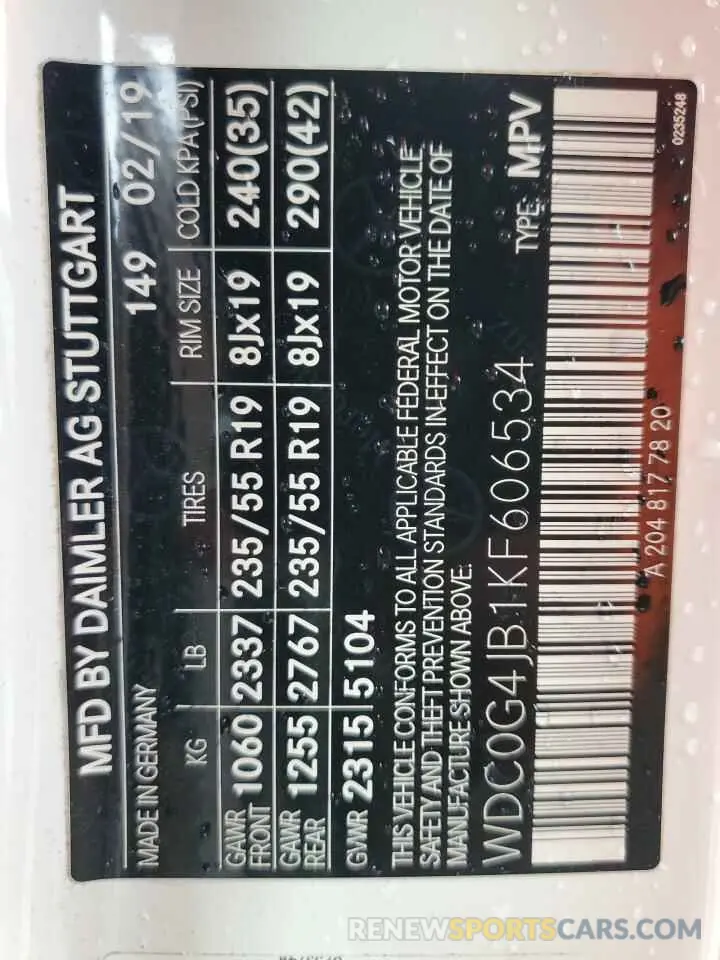 MFD BY DAIMLER AG STUTTGART
MADE IN GERMANY 149 02/19
KG LB TIRES RIM SIZE COLD KPA(PSI)
GAWR FRONT 1060 2337 235/55 R19 8Jx19 240(35)
GAWR REAR 1255 2767 235/55 R19 8Jx19 290(42)
GVWR 2315 5104
THIS VEHICLE CONFORMS TO ALL APPLICABLE FEDERAL MOTOR VEHICLE
SAFETY AND THEFT PREVENTION STANDARDS IN EFFECT ON THE DATE OF
MANUFACTURE SHOWN ABOVE:
WDC0G4JB1KF606534 TYPE: MPV
A 204 817 78 20
0235248
RENEWSPORTSCARS.COM